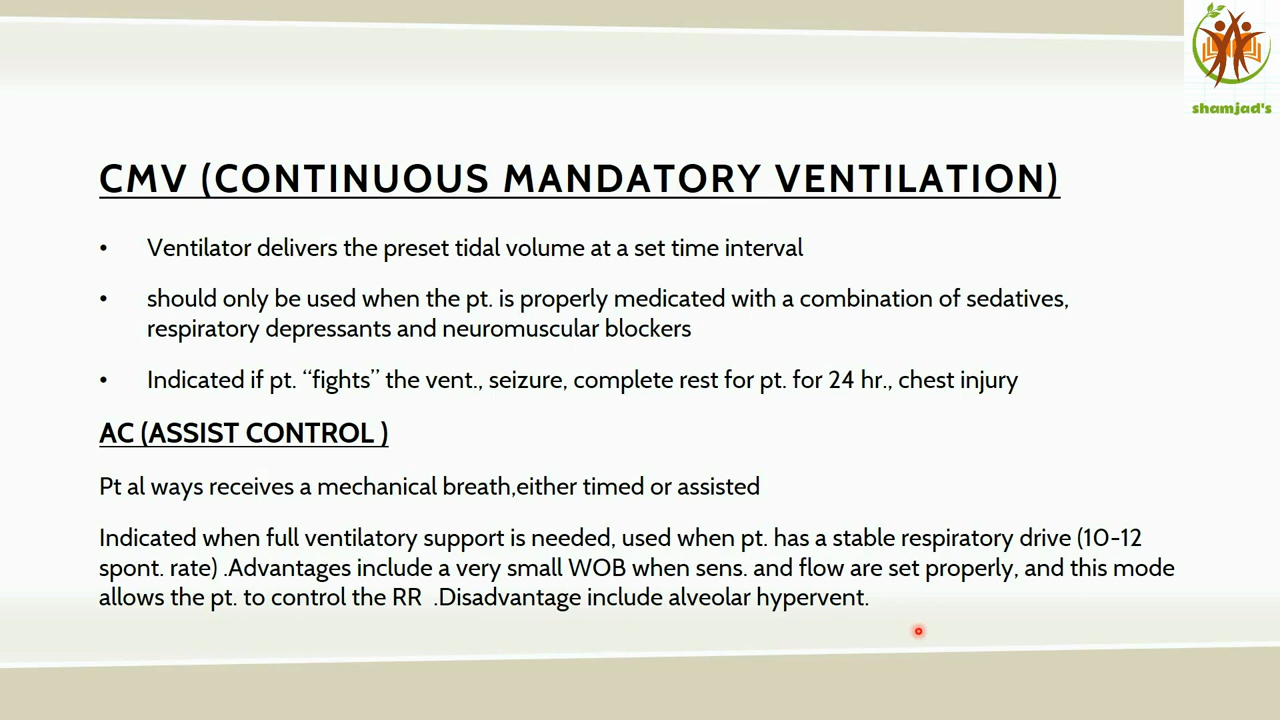 shamjad's
CMV (CONTINUOUS MANDATORY VENTILATION)
• Ventilator delivers the preset tidal volume at a set time interval
• should only be used when the pt. is properly medicated with a combination of sedatives,
respiratory depressants and neuromuscular blockers
• Indicated if pt. “fights” the vent., seizure, complete rest for pt. for 24 hr., chest injury
AC (ASSIST CONTROL )
Pt al ways receives a mechanical breath,either timed or assisted
Indicated when full ventilatory support is needed, used when pt. has a stable respiratory drive (10-12
spont. rate) .Advantages include a very small WOB when sens. and flow are set properly, and this mode
allows the pt. to control the RR .Disadvantage include alveolar hypervent.